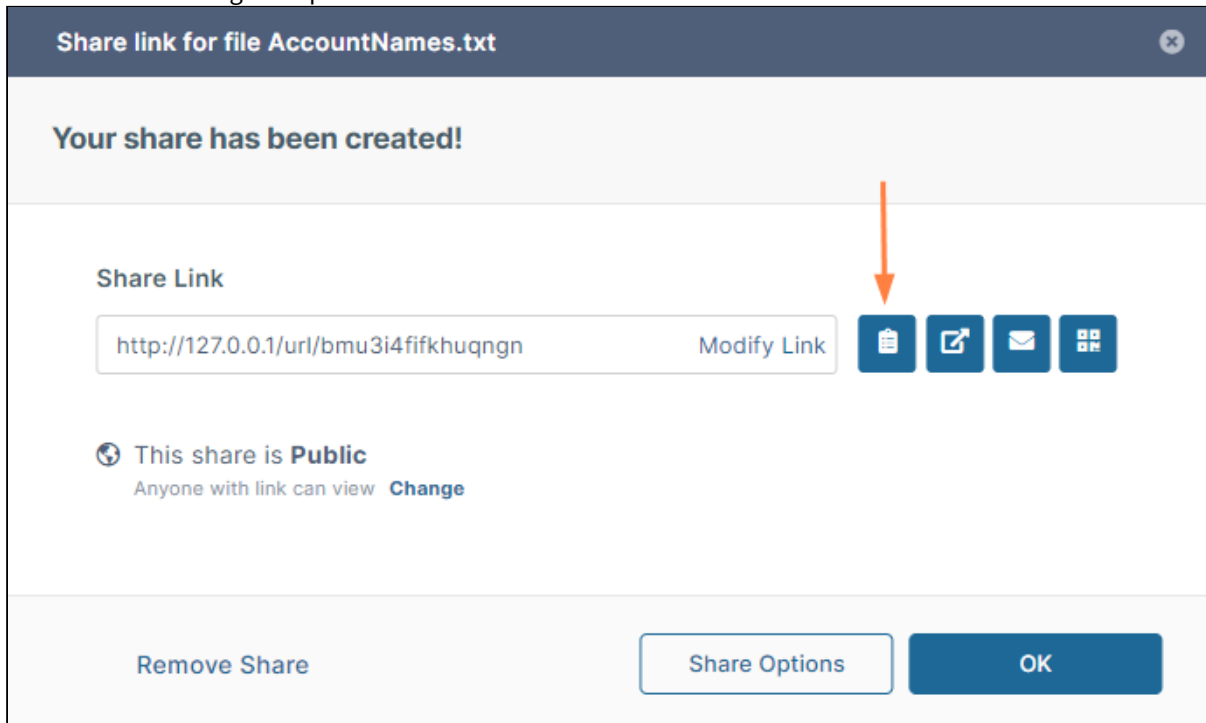 Share link for file AccountNames.txt
Your share has been created!
Share Link
http://127.0.0.1/url/bmu3i4fifkhuqngn Modify Link
This share is Public
Anyone with link can view Change
Remove Share Share Options OK